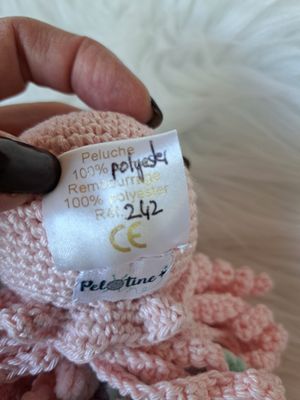 Peluche
100% polyester
Rembourrage
100% polyester
Réf. 242
CE
Pelotine